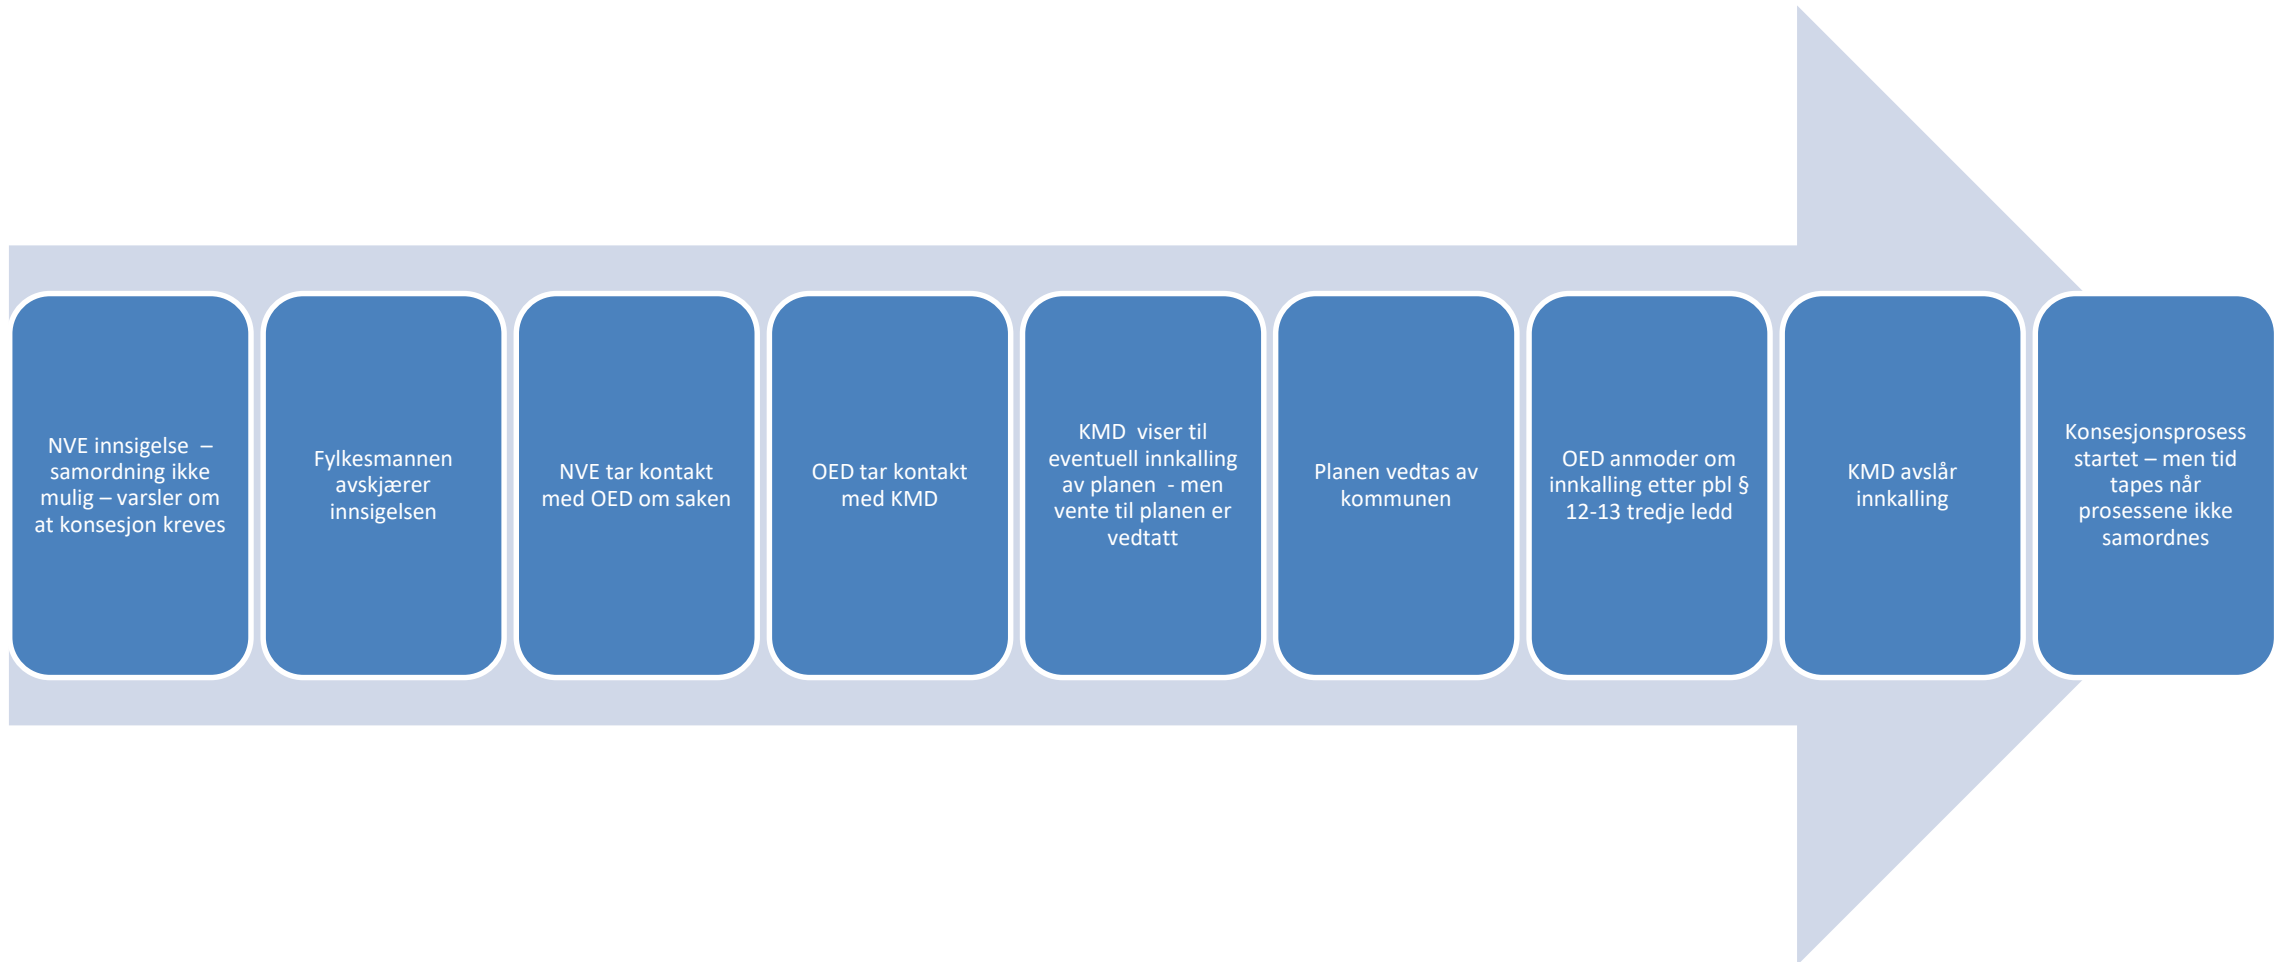 NVE innsigelse –
samordning ikke
mulig – varsler om
at konsesjon kreves
Fylkesmannen
avskjærer
innsigelsen
NVE tar kontakt
med OED om saken
OED tar kontakt
med KMD
KMD viser til
eventuell innkalling
av planen - men
vente til planen er
vedtatt
Planen vedtas av
kommunen
OED anmoder om
innkalling etter pbl §
12-13 tredje ledd
KMD avslår
innkalling
Konsesjonsprosess
startet – men tid
tapes når
prosessene ikke
samordnes